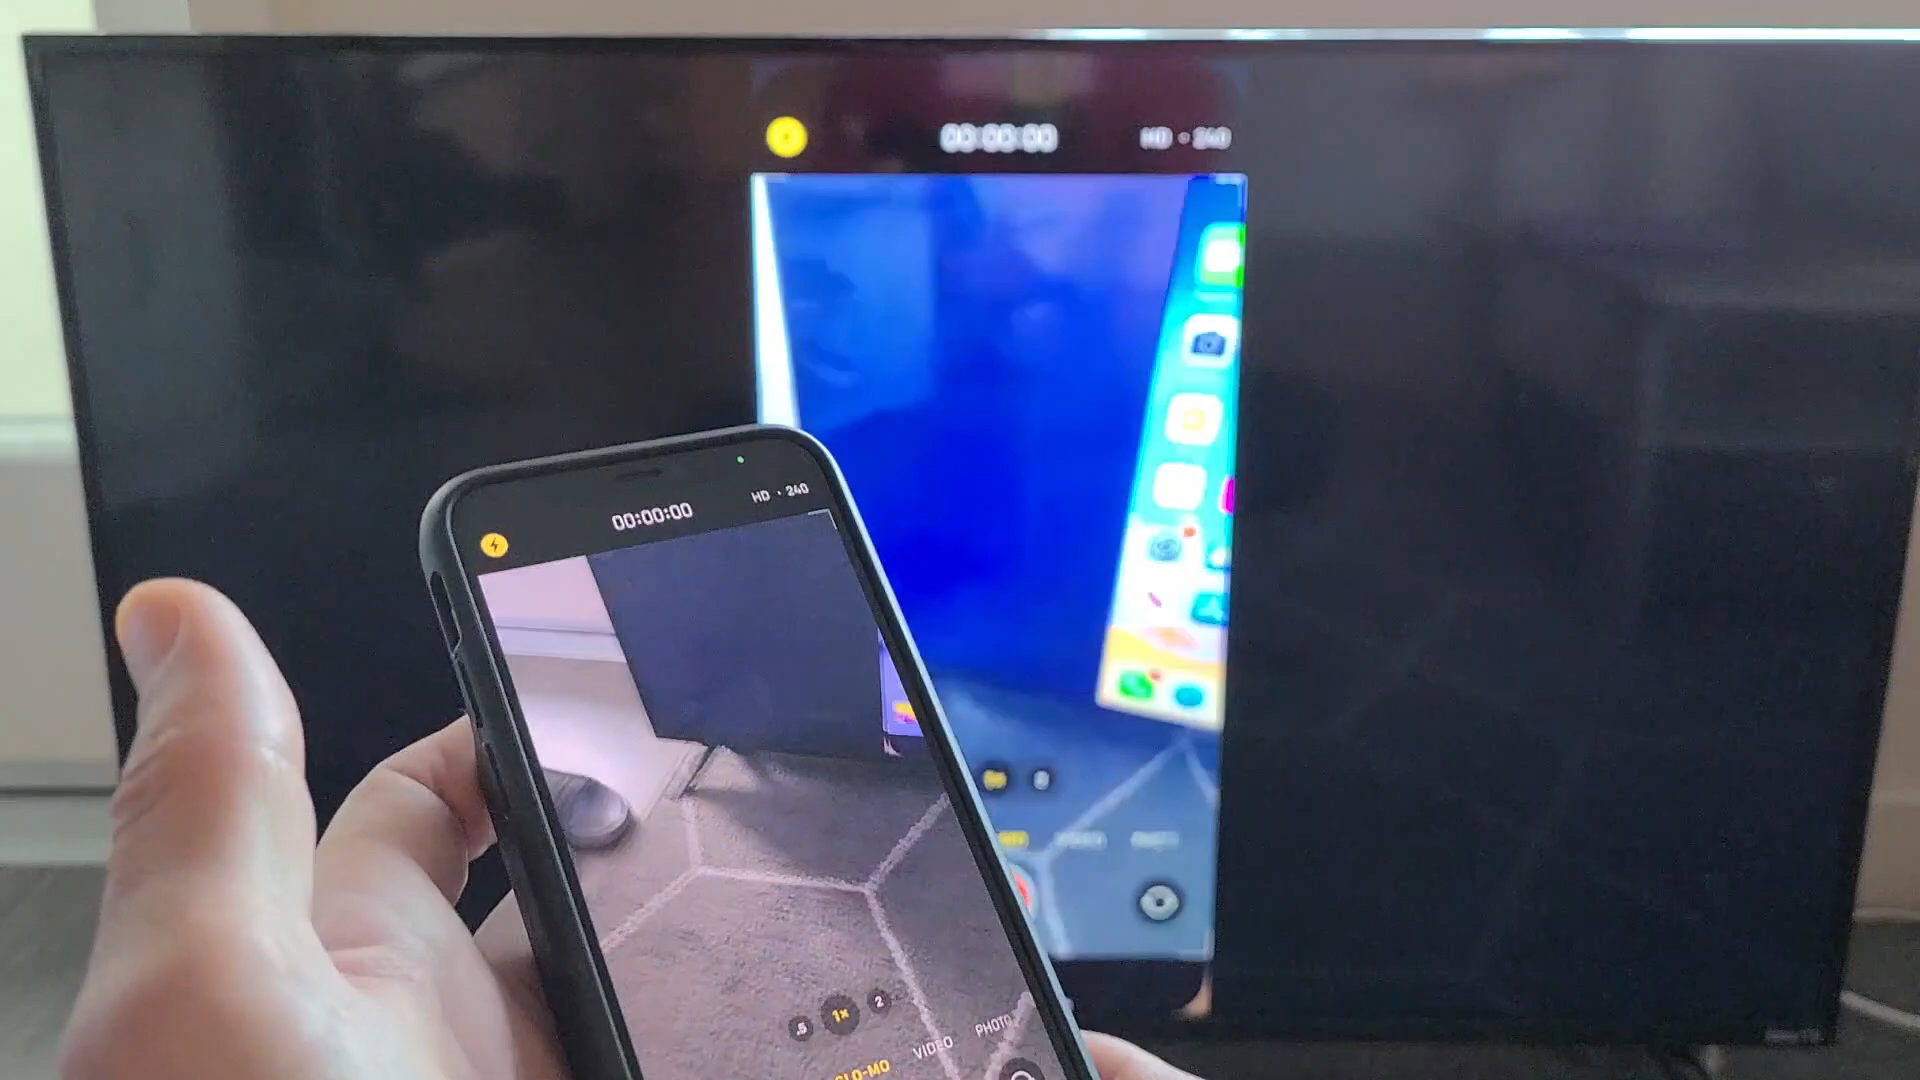 00:00:00
HD · 240
00:00:00
HD · 240
.5
1×
2
SLO-MO
VIDEO
PHOTO